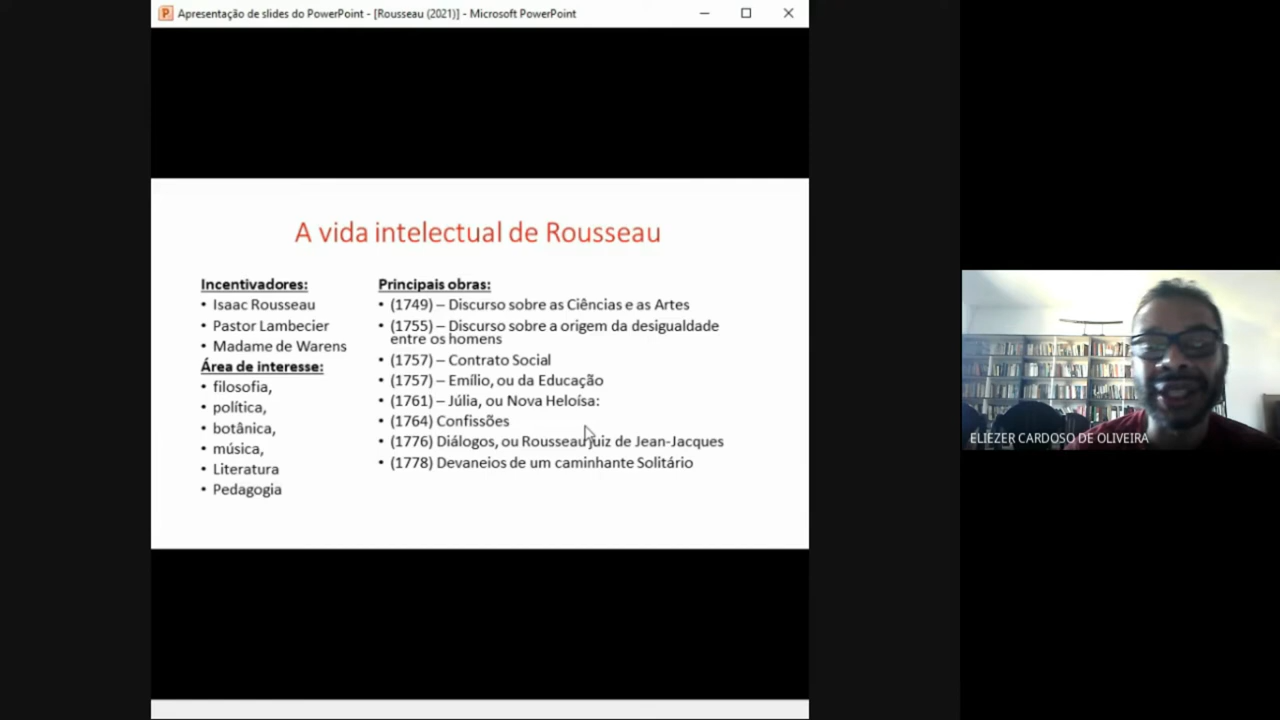 Apresentação de slides do PowerPoint - [Rousseau (2021)] - Microsoft PowerPoint
A vida intelectual de Rousseau
Incentivadores:
• Isaac Rousseau
• Pastor Lambecier
• Madame de Warens
Área de interesse:
• filosofia,
• política,
• botânica,
• música,
• Literatura
• Pedagogia
Principais obras:
• (1749) – Discurso sobre as Ciências e as Artes
• (1755) – Discurso sobre a origem da desigualdade
entre os homens
• (1757) – Contrato Social
• (1757) – Emílio, ou da Educação
• (1761) – Júlia, ou Nova Heloísa:
• (1764) Confissões
• (1776) Diálogos, ou Rousseau juiz de Jean-Jacques
• (1778) Devaneios de um caminhante Solitário
ELIEZER CARDOSO DE OLIVEIRA